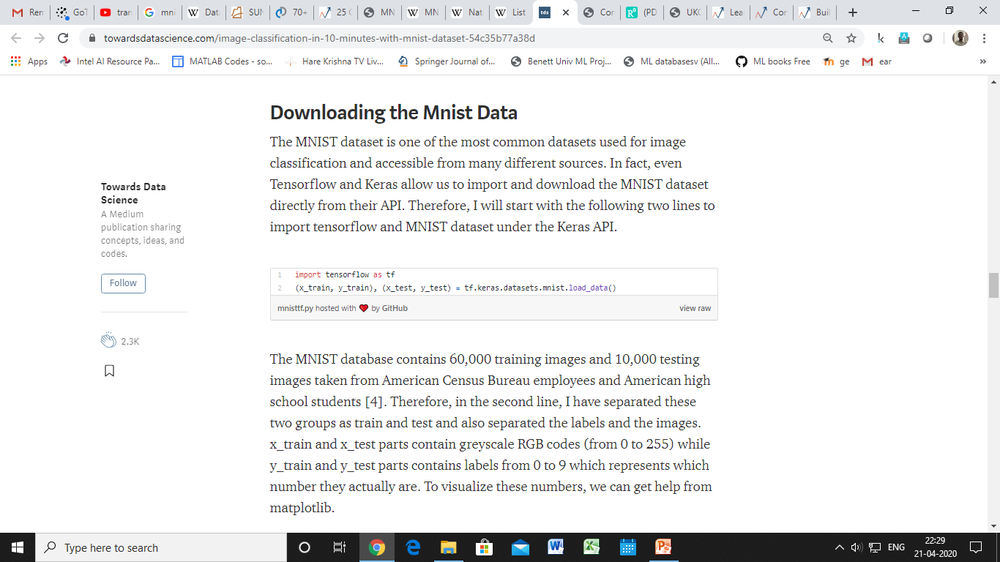 Ren
GoT
tran
mni
Dat
SUN
70+
25 (
MN
MN
Nat
List
tds
Cor
(PD
UKC
Lea
Cor
Buil
towardsdatascience.com/image-classification-in-10-minutes-with-mnist-dataset-54c35b77a38d
Apps
Intel AI Resource Pa...
MATLAB Codes - so...
Hare Krishna TV Liv...
Springer Journal of...
Benett Univ ML Proj...
ML databasesv (All...
ML books Free
ge
ear
»
Downloading the Mnist Data
The MNIST dataset is one of the most common datasets used for image
classification and accessible from many different sources. In fact, even
Tensorflow and Keras allow us to import and download the MNIST dataset
directly from their API. Therefore, I will start with the following two lines to
import tensorflow and MNIST dataset under the Keras API.
Towards Data
Science
A Medium
publication sharing
concepts, ideas, and
codes.
Follow
2.3K
1 import tensorflow as tf
2 (x_train, y_train), (x_test, y_test) = tf.keras.datasets.mnist.load_data()
mnisttf.py hosted with ❤ by GitHub
view raw
The MNIST database contains 60,000 training images and 10,000 testing
images taken from American Census Bureau employees and American high
school students [4]. Therefore, in the second line, I have separated these
two groups as train and test and also separated the labels and the images.
x_train and x_test parts contain greyscale RGB codes (from 0 to 255) while
y_train and y_test parts contains labels from 0 to 9 which represents which
number they actually are. To visualize these numbers, we can get help from
matplotlib.
Type here to search
ENG
22:29
21-04-2020